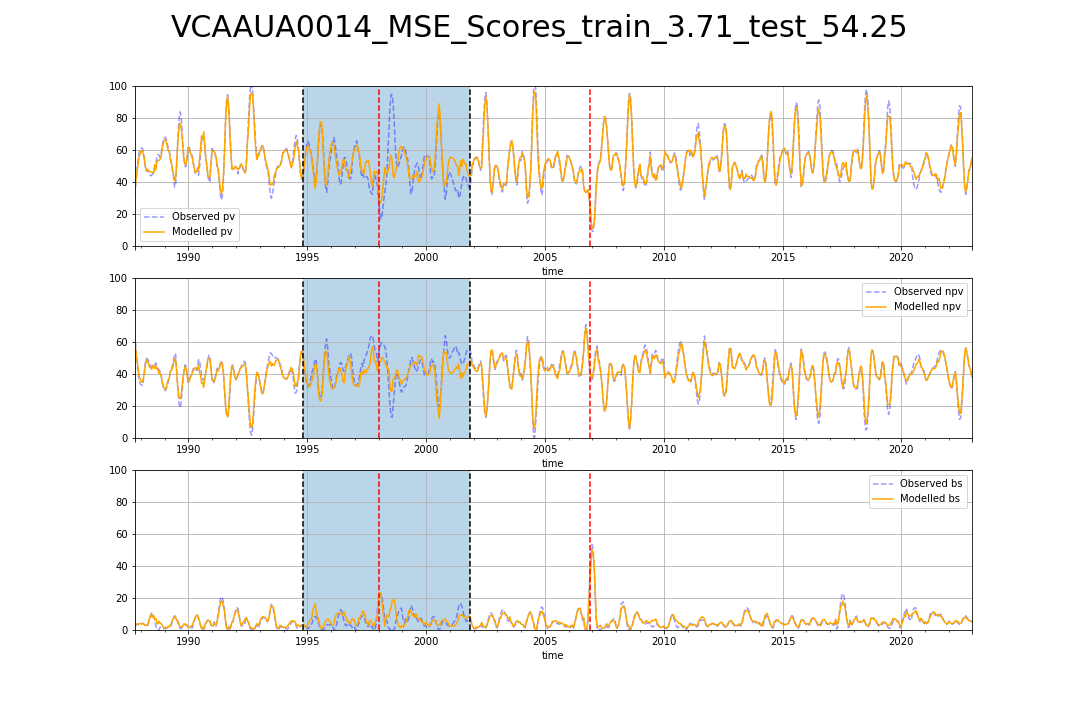 VCAAUA0014_MSE_Scores_train_3.71_test_54.25
100
80
60
40
20
0
Observed pv
Modelled pv
1990 1995 2000 2005 2010 2015 2020
time
100
80
60
40
20
0
Observed npv
Modelled npv
1990 1995 2000 2005 2010 2015 2020
time
100
80
60
40
20
0
Observed bs
Modelled bs
1990 1995 2000 2005 2010 2015 2020
time